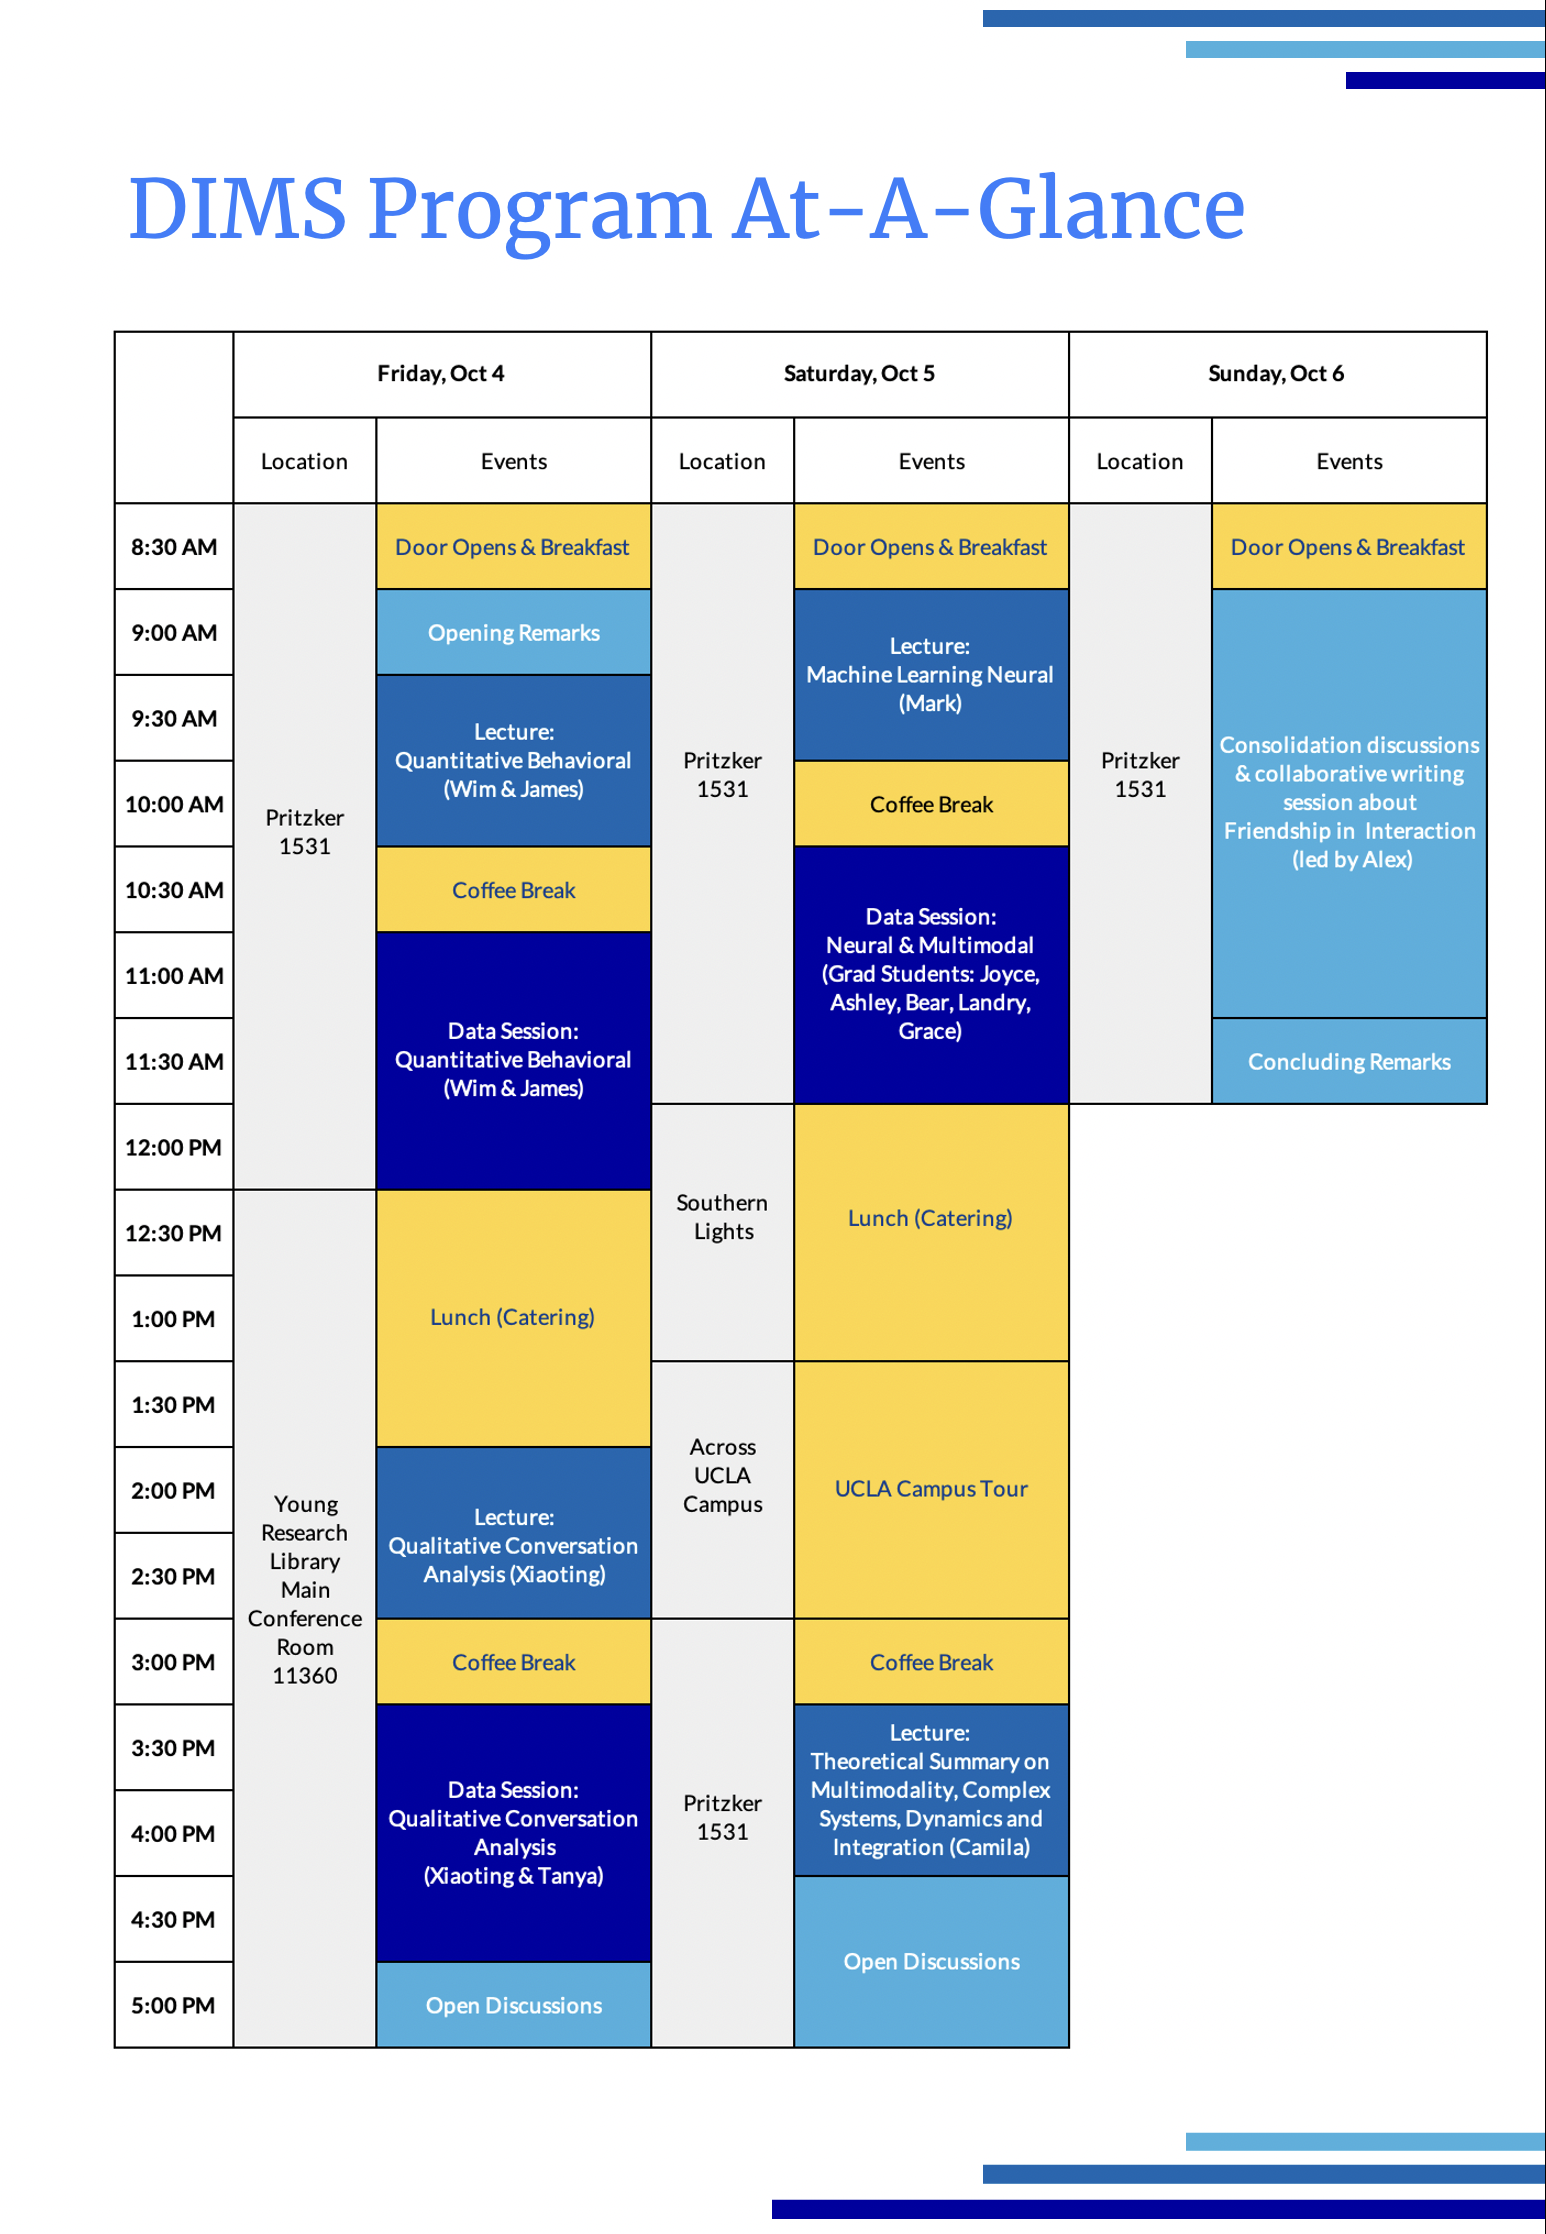 DIMS Program At-A-Glance
Friday, Oct 4
Saturday, Oct 5
Sunday, Oct 6
Location
Events
Location
Events
Location
Events
8:30 AM
9:00 AM
9:30 AM
10:00 AM
10:30 AM
11:00 AM
11:30 AM
12:00 PM
12:30 PM
1:00 PM
1:30 PM
2:00 PM
2:30 PM
3:00 PM
3:30 PM
4:00 PM
4:30 PM
5:00 PM
Pritzker
1531
Young
Research
Library
Main
Conference
Room
11360
Door Opens & Breakfast
Opening Remarks
Lecture:
Quantitative Behavioral
(Wim & James)
Coffee Break
Data Session:
Quantitative Behavioral
(Wim & James)
Lunch (Catering)
Lecture:
Qualitative Conversation
Analysis (Xiaoting)
Coffee Break
Data Session:
Qualitative Conversation
Analysis
(Xiaoting & Tanya)
Open Discussions
Pritzker
1531
Southern
Lights
Across
UCLA
Campus
Pritzker
1531
Door Opens & Breakfast
Lecture:
Machine Learning Neural
(Mark)
Coffee Break
Data Session:
Neural & Multimodal
(Grad Students: Joyce,
Ashley, Bear, Landry,
Grace)
Lunch (Catering)
UCLA Campus Tour
Coffee Break
Lecture:
Theoretical Summary on
Multimodality, Complex
Systems, Dynamics and
Integration (Camila)
Open Discussions
Pritzker
1531
Door Opens & Breakfast
Consolidation discussions
& collaborative writing
session about
Friendship in  Interaction
(led by Alex)
Concluding Remarks